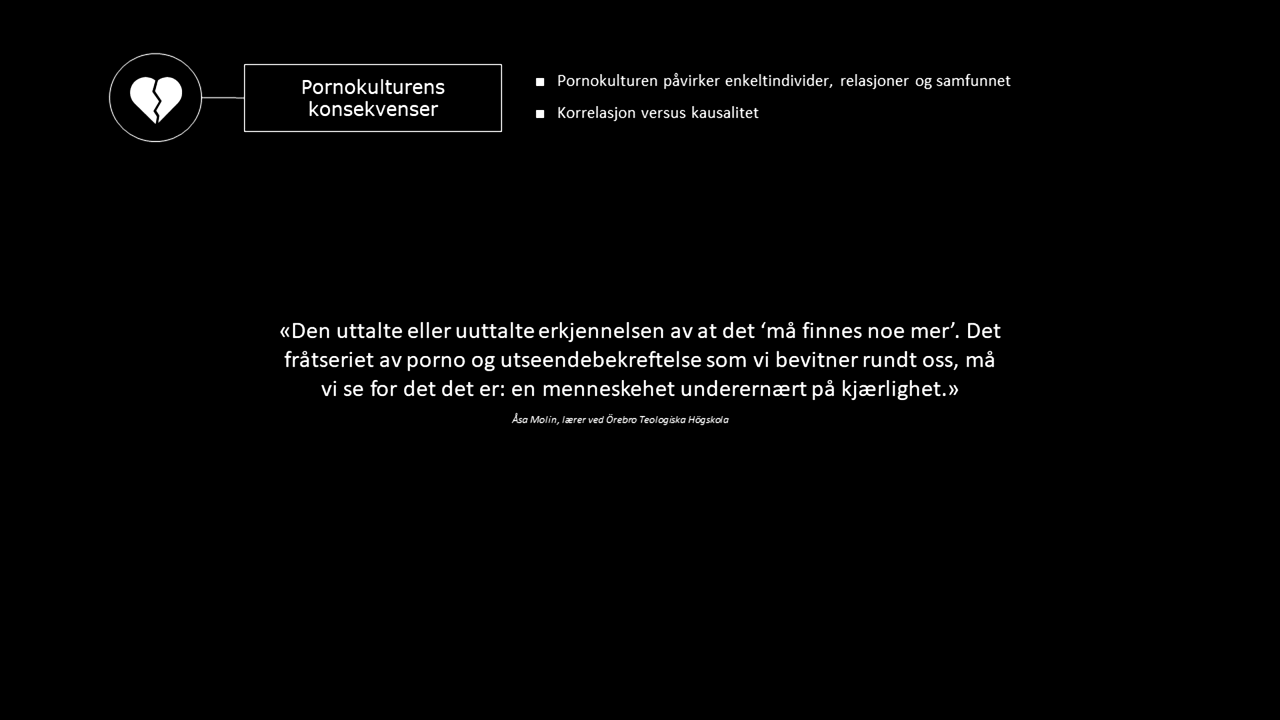 Pornokulturens
konsekvenser
Pornokulturen påvirker enkeltindivider, relasjoner og samfunnet
Korrelasjon versus kausalitet
«Den uttalte eller uuttalte erkjennelsen av at det ‘må finnes noe mer’. Det
fråtseriet av porno og utseendebekreftelse som vi bevitner rundt oss, må
vi se for det det er: en menneskehet underernært på kjærlighet.»
Åsa Molin, lærer ved Örebro Teologiska Högskola